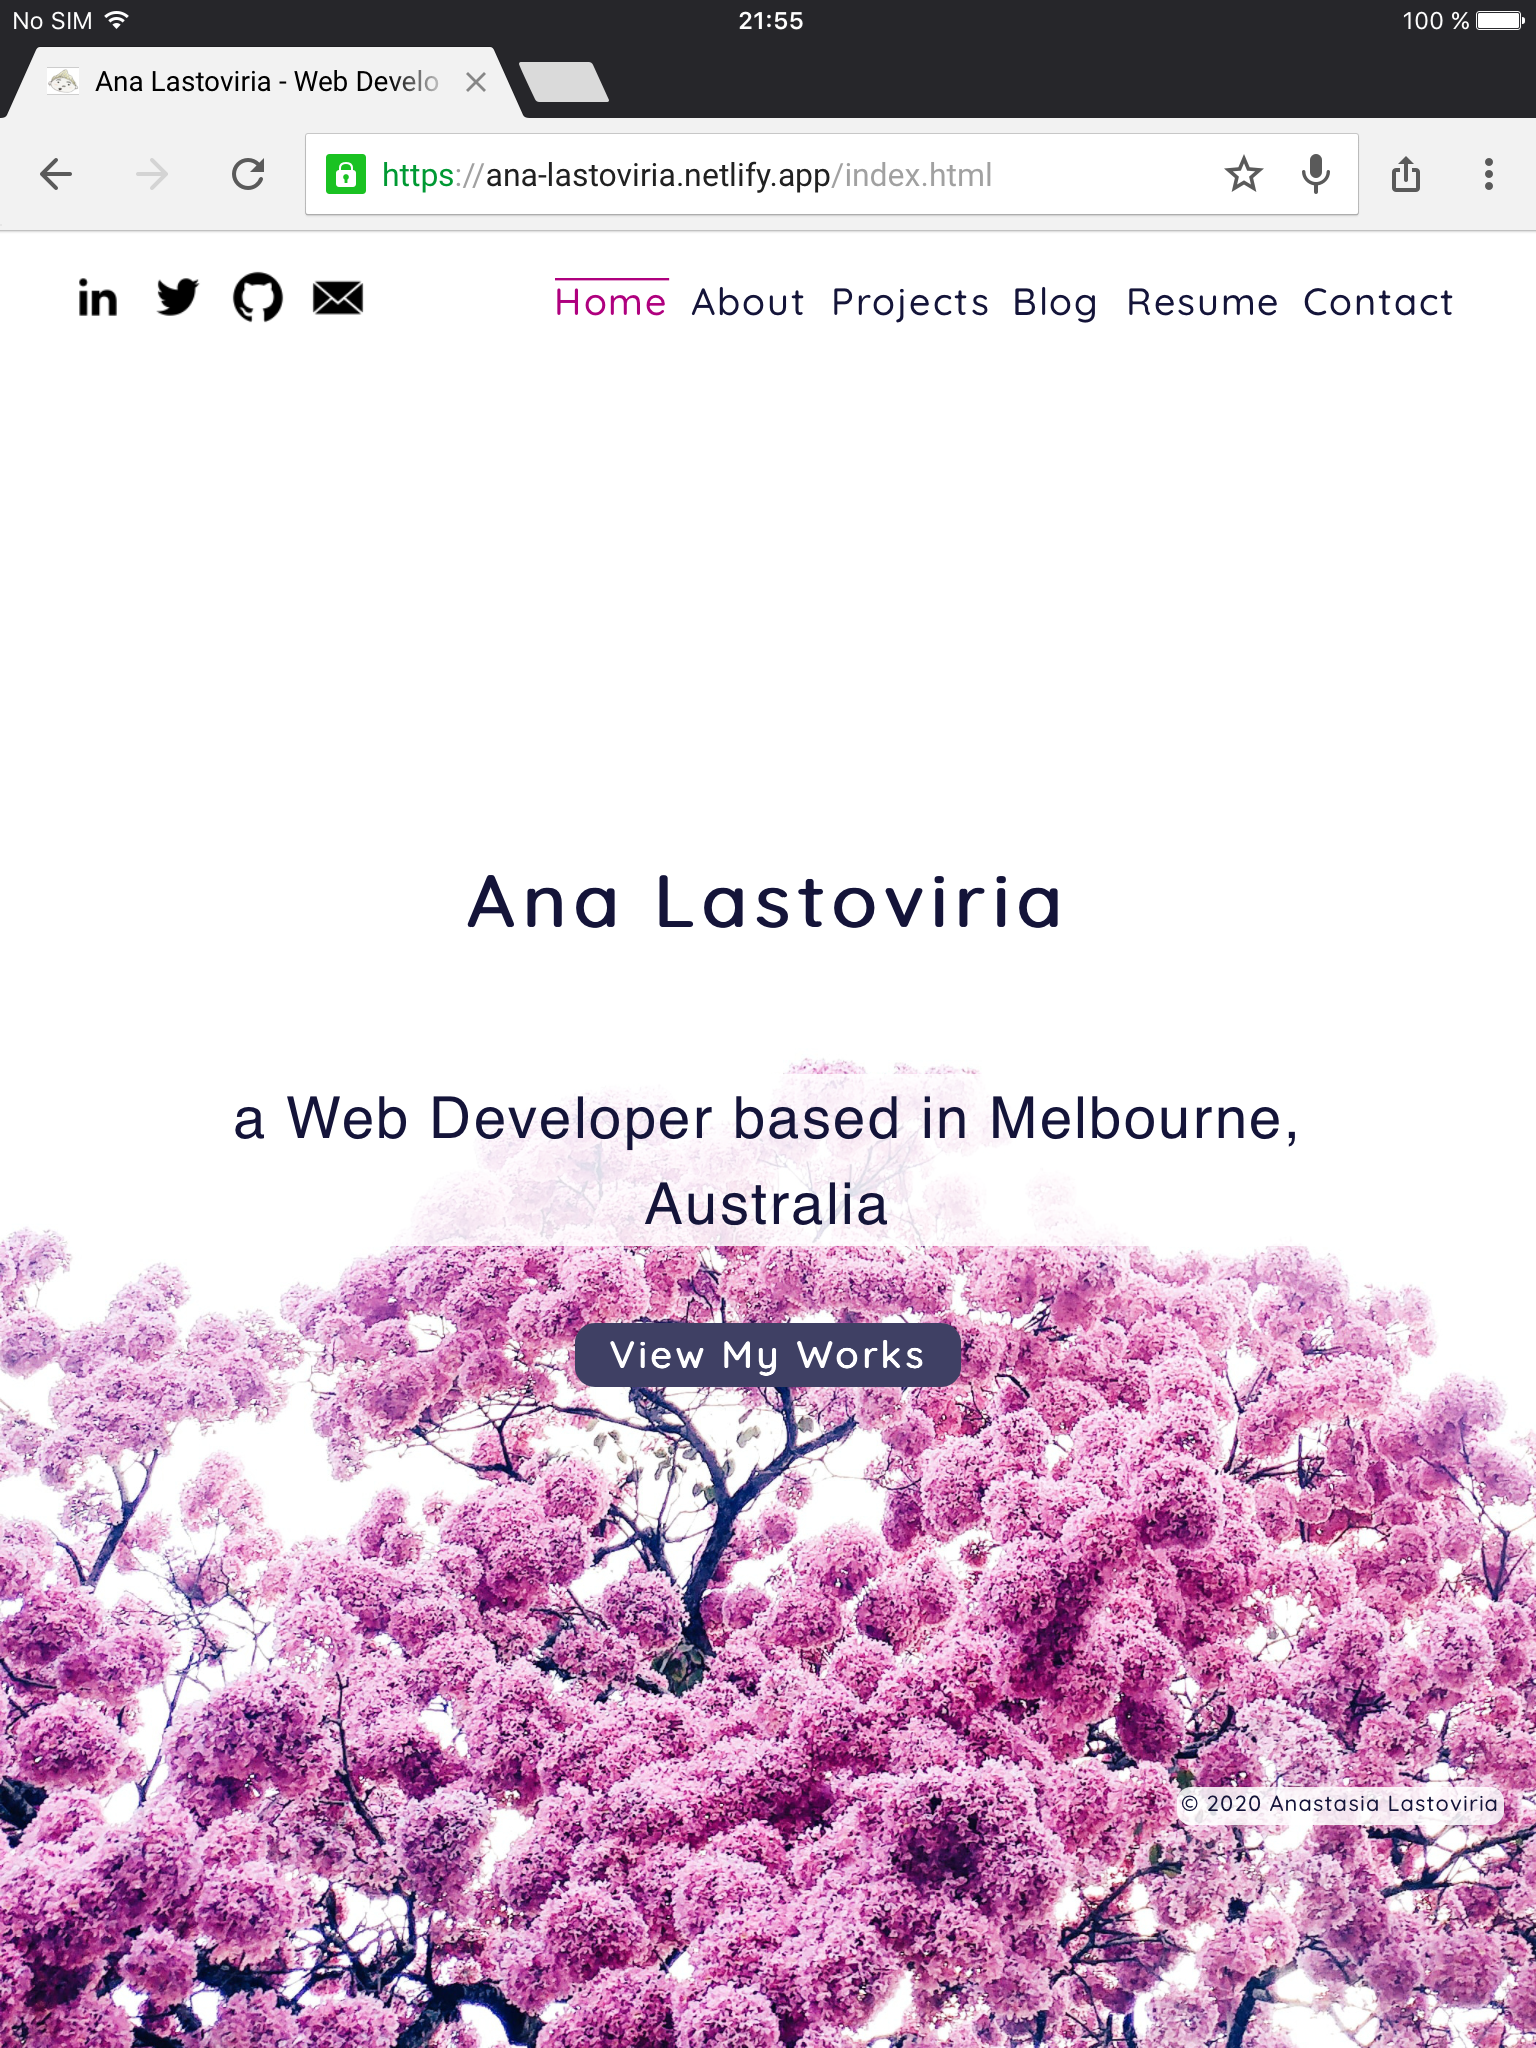 No SIM 21:55 100 %
Ana Lastoviria - Web Develo
https://ana-lastoviria.netlify.app/index.html
in Home About Projects Blog Resume Contact
Ana Lastoviria
a Web Developer based in Melbourne,
Australia
View My Works
© 2020 Anastasia Lastoviria